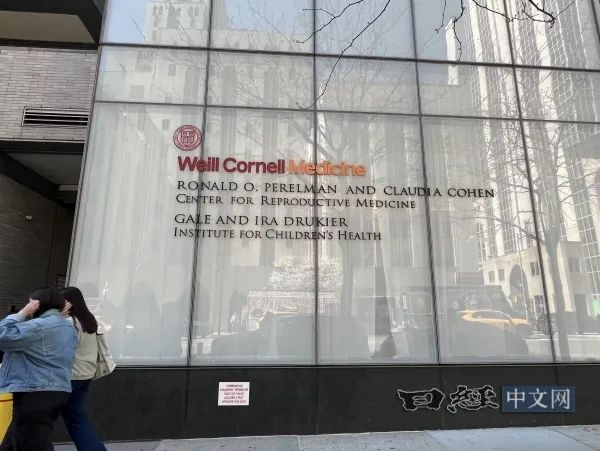 Weill Cornell Medicine
RONALD O. PERELMAN AND CLAUDIA COHEN
CENTER FOR REPRODUCTIVE MEDICINE
GALE AND IRA DRUKIER
INSTITUTE FOR CHILDREN'S HEALTH
日経 中文网